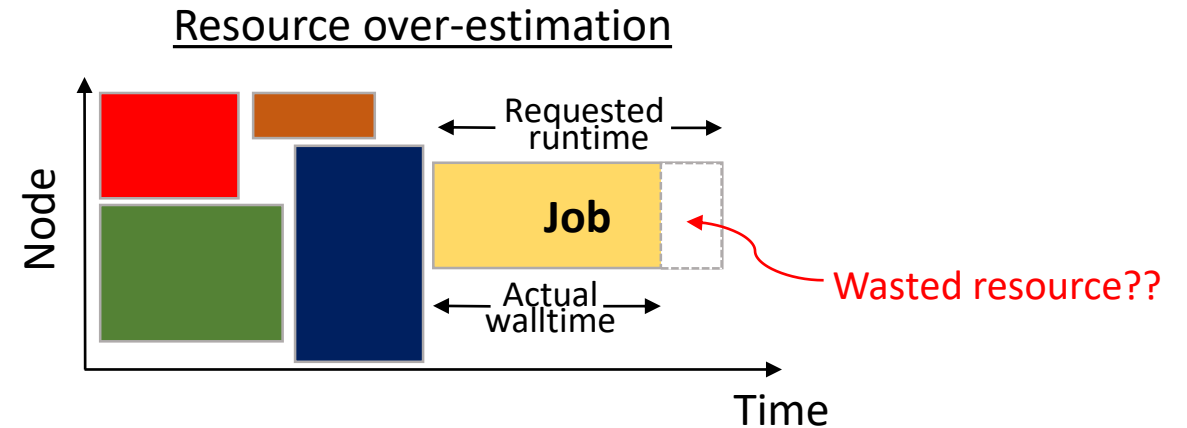 Resource over-estimation
Node
Requested
runtime
Job
Actual
walltime
Wasted resource??
Time